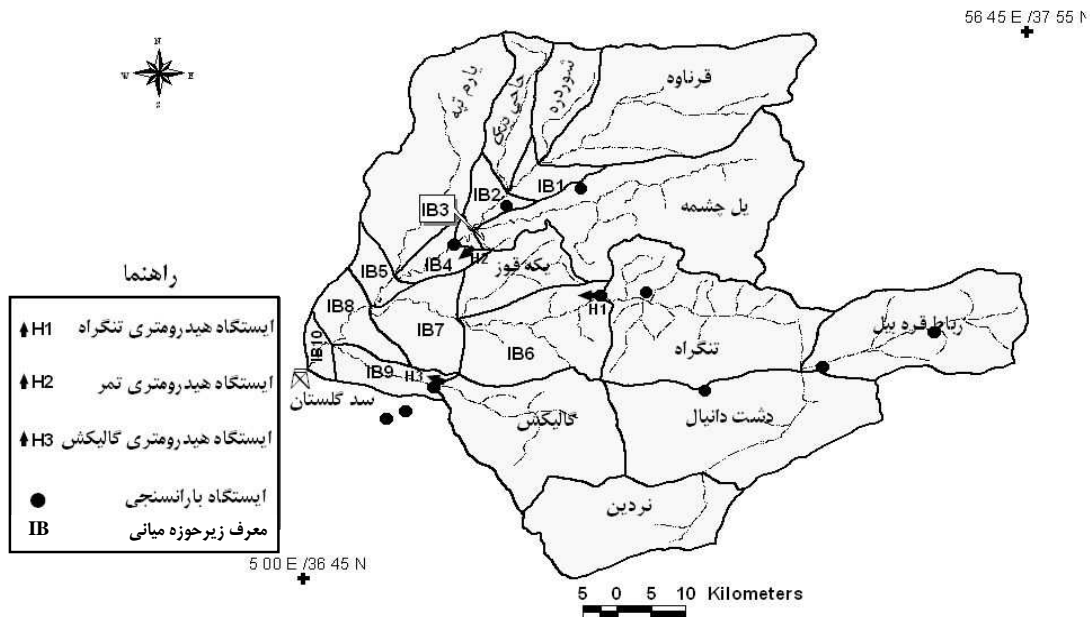 56 45 E /37 55 N
N
W
E
S
قرناوه
شوردره
حاجی بیک
یارم تپه
IB1
IB2
یل چشمه
IB3
H2
IB4
یکه قوز
IB5
H1
راهنما
IB8
رباط قره بیل
IB7
IB6
تنگراه
H1 ایستگاه هیدرومتری تنگراه
IB10
IB9
H3
سد گلستان
H2 ایستگاه هیدرومتری تمر
گالیکش
دشت دانیال
H3 ایستگاه هیدرومتری گالیکش
ایستگاه بارانسنجی
نردین
IB معرف زیرحوزه میانی
5 00 E /36 45 N
5 0 5 10 Kilometers